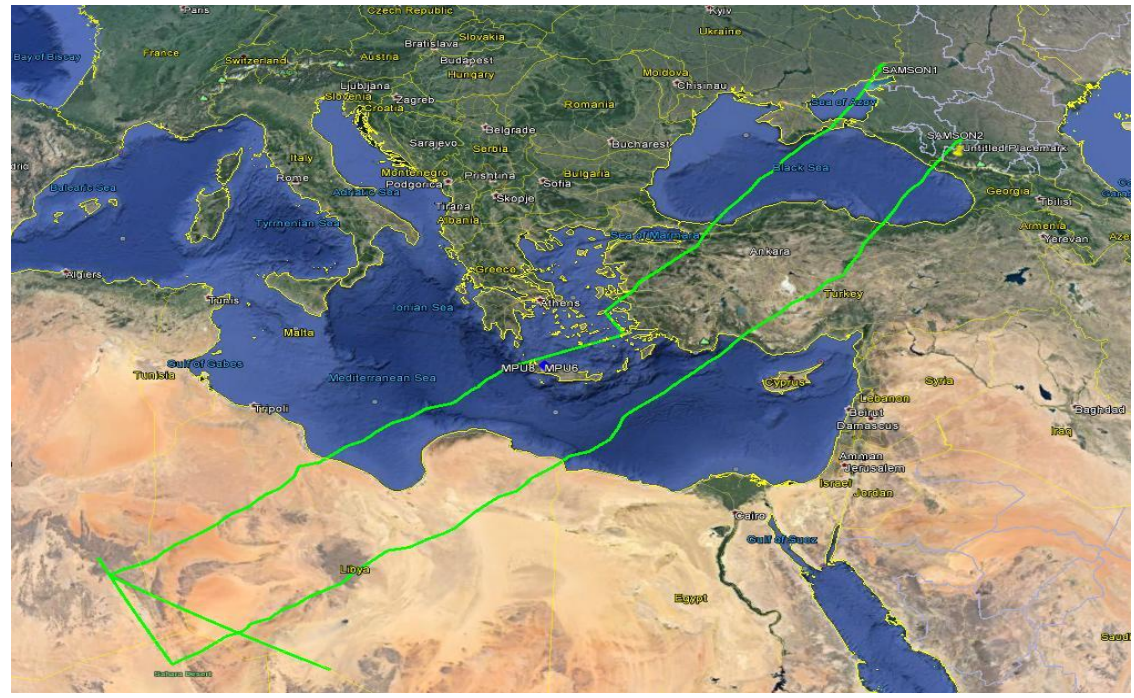 Paris
Czech Republic
Kyiv
Ukraine
Slovakia
Bratislava
Bay of Biscay
France
Switzerland
Austria
Budapest
Hungary
Moldova
Chisinau
SAMSON1
Ljubljana
Slovenia
Croatia
Zagreb
Romania
Sea of Azov
Belgrade
Sarajevo
Serbia
Bucharest
SAMSON2
Untitled Placemark
Italy
Montenegro
Prishtina
Bulgaria
Black Sea
Rome
Adriatic Sea
Podgorica
Sofia
Skopje
Georgia
Tbilisi
Balearic Sea
Tirana
Albania
Tyrrhenian Sea
Sea of Marmara
Ankara
Armenia
Yerevan
Algiers
Greece
Tunis
Ionian Sea
Athens
Turkey
Malta
Gulf of Gabes
Tunisia
Mediterranean Sea
MPU8
MPU6
Cyprus
Syria
Tripoli
Lebanon
Beirut
Damascus
Baghdad
Iraq
Amman
Jerusalem
Israel
Jordan
Cairo
Gulf of Suez
Libya
Egypt
Saudi
Sahara Desert